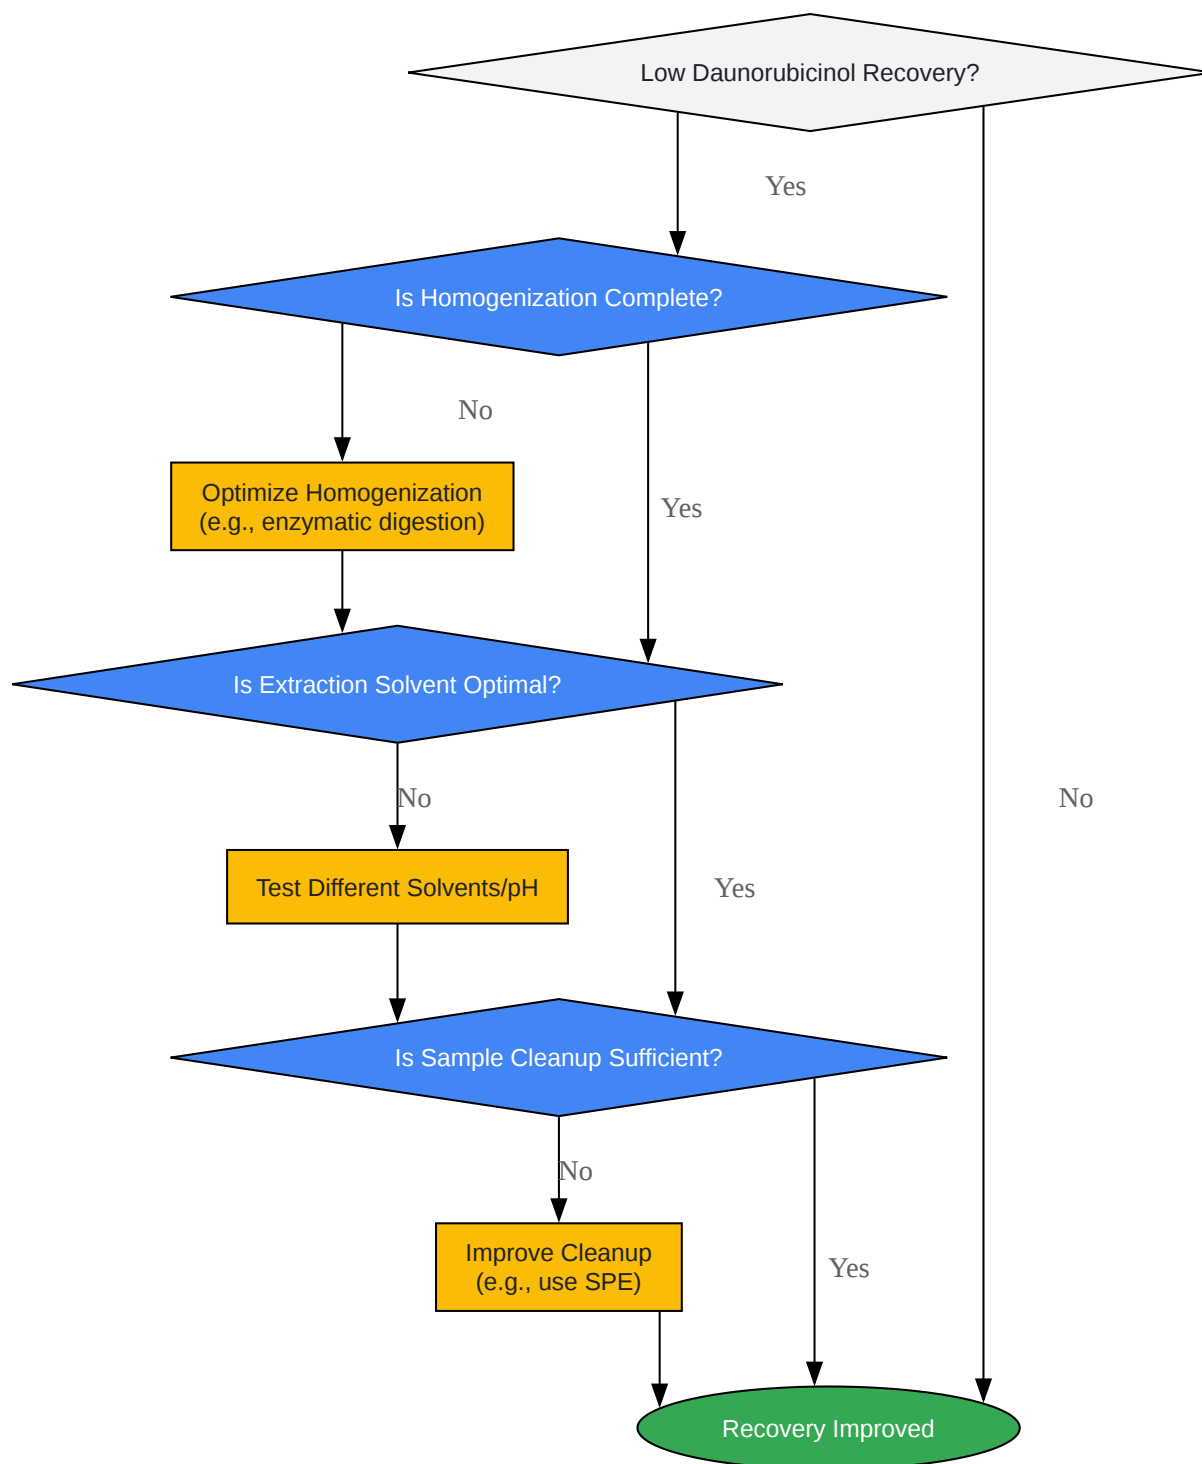 Low Daunorubicinol Recovery?
Yes
Is Homogenization Complete?
No
Optimize Homogenization
(e.g., enzymatic digestion)
Yes
Is Extraction Solvent Optimal?
No
No
Test Different Solvents/pH
Yes
Is Sample Cleanup Sufficient?
No
Improve Cleanup
(e.g., use SPE)
Yes
Recovery Improved